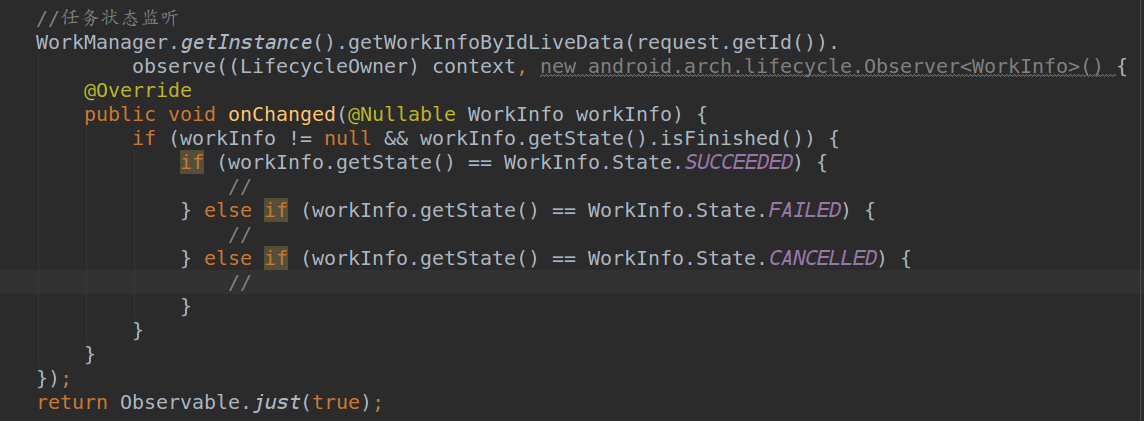 //任务状态监听
WorkManager.getInstance().getWorkInfoByIdLiveData(request.getId()).
observe((LifecycleOwner) context, new android.arch.lifecycle.Observer<WorkInfo>() {
@Override
public void onChanged(@Nullable WorkInfo workInfo) {
if (workInfo != null && workInfo.getState().isFinished()) {
if (workInfo.getState() == WorkInfo.State.SUCCEEDED) {
//
} else if (workInfo.getState() == WorkInfo.State.FAILED) {
//
} else if (workInfo.getState() == WorkInfo.State.CANCELLED) {
//
}
}
}
});
return Observable.just(true);